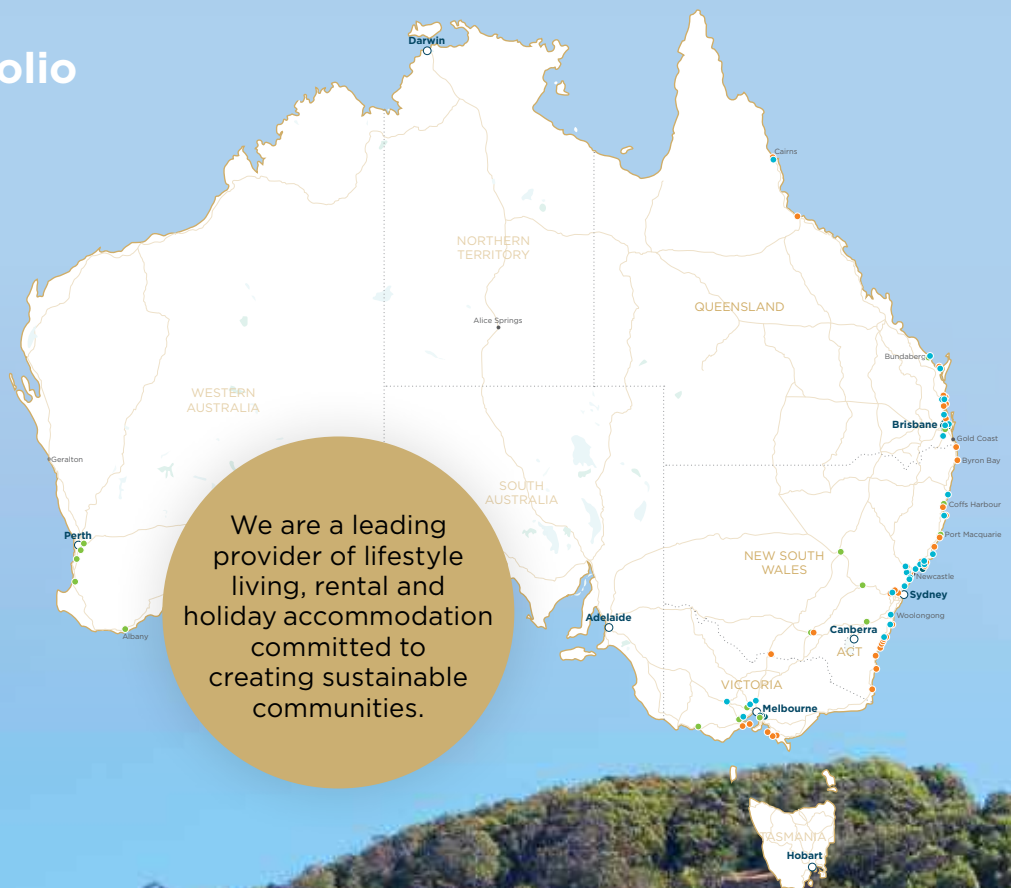 olio
Darwin
Cairns
NORTHERN
TERRITORY
QUEENSLAND
Alice Springs
Bundaberg
WESTERN
AUSTRALIA
Brisbane
Gold Coast
Byron Bay
Geralton
SOUTH
AUSTRALIA
Coffs Harbour
Port Macquarie
Perth
NEW SOUTH
WALES
Newcastle
Sydney
Woolongong
Adelaide
Canberra
ACT
Albany
VICTORIA
Melbourne
We are a leading
provider of lifestyle
living, rental and
holiday accommodation
committed to
creating sustainable
communities.
TASMANIA
Hobart